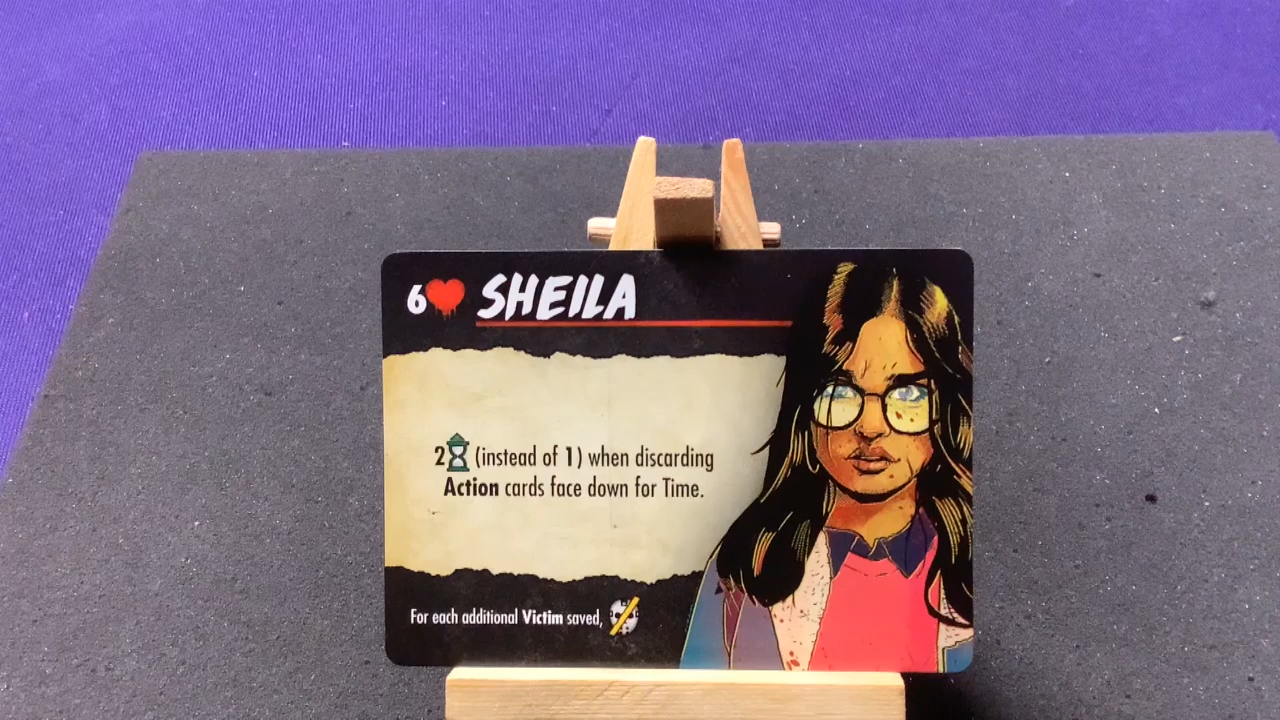 6 SHEILA
2 (instead of 1) when discarding
Action cards face down for Time.
For each additional Victim saved,